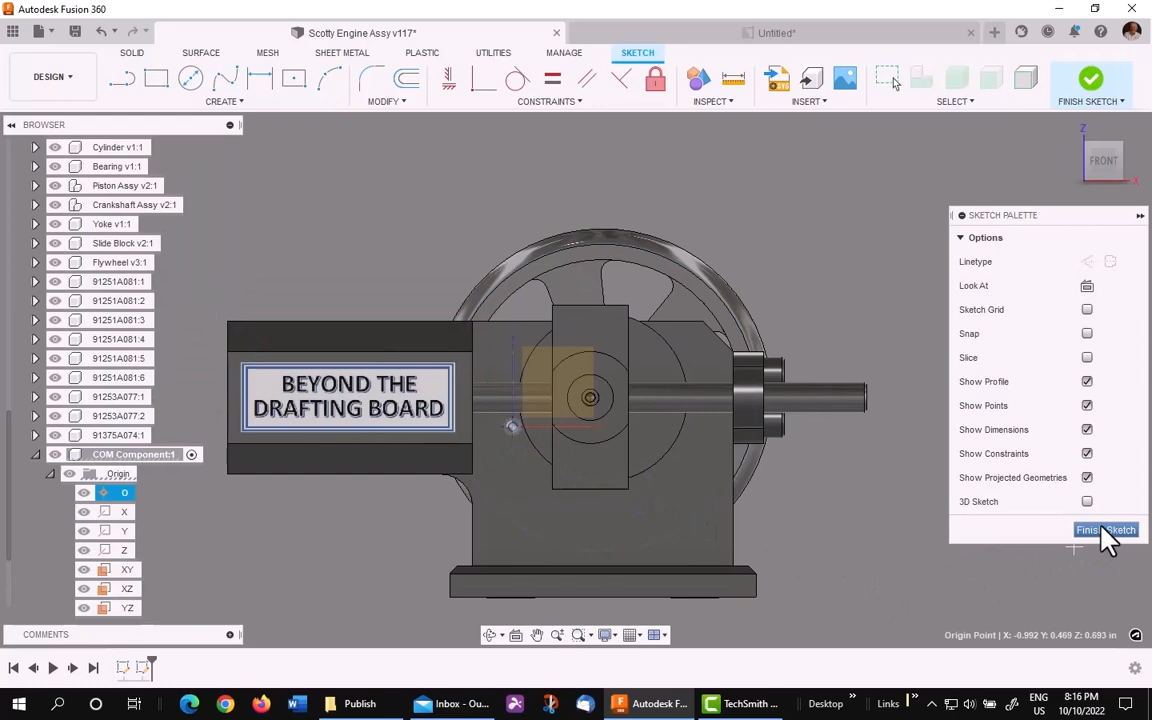 Autodesk Fusion 360
Scotty Engine Assy v117*
Untitled*
SOLID SURFACE MESH SHEET METAL PLASTIC UTILITIES MANAGE SKETCH
DESIGN
CREATE MODIFY CONSTRAINTS INSPECT INSERT SELECT FINISH SKETCH
BROWSER
Cylinder v1:1
Bearing v1:1
Piston Assy v2:1
Crankshaft Assy v2:1
Yoke v1:1
Slide Block v2:1
Flywheel v3:1
91251A081:1
91251A081:2
91251A081:3
91251A081:4
91251A081:5
91251A081:6
91253A077:1
91253A077:2
91375A074:1
COM Component:1
Origin
O
X
Y
Z
XY
XZ
YZ
COMMENTS
BEYOND THE
DRAFTING BOARD
Z
FRONT
X
SKETCH PALETTE
Options
Linetype
Look At
Sketch Grid
Snap
Slice
Show Profile
Show Points
Show Dimensions
Show Constraints
Show Projected Geometries
3D Sketch
Finish Sketch
Origin Point | X: -0.992 Y: 0.469 Z: 0.693 in
Publish
Inbox - Ou...
Autodesk F...
TechSmith ...
Desktop
Links
ENG
US
8:16 PM
10/10/2022